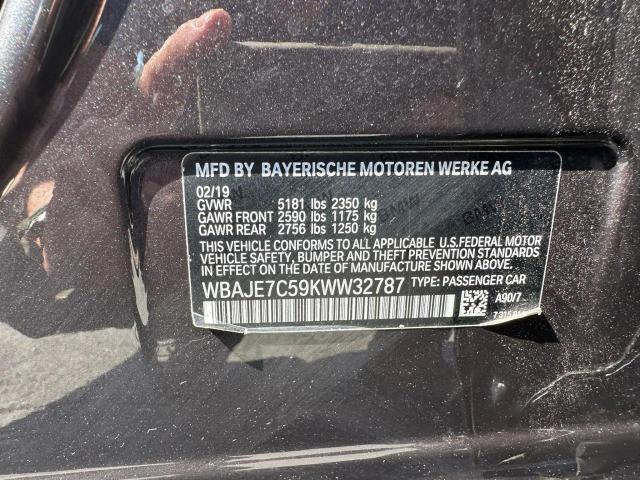 MFD BY BAYERISCHE MOTOREN WERKE AG
02/19
GVWR 5181 lbs 2350 kg
GAWR FRONT 2590 lbs 1175 kg
GAWR REAR 2756 lbs 1250 kg
THIS VEHICLE CONFORMS TO ALL APPLICABLE U.S.FEDERAL MOTOR
VEHICLE SAFETY, BUMPER AND THEFT PREVENTION STANDARDS
IN EFFECT ON THE DATE OF MANUFACTURE SHOWN ABOVE.
WBAJE7C59KWW32787 TYPE: PASSENGER CAR
A90/7